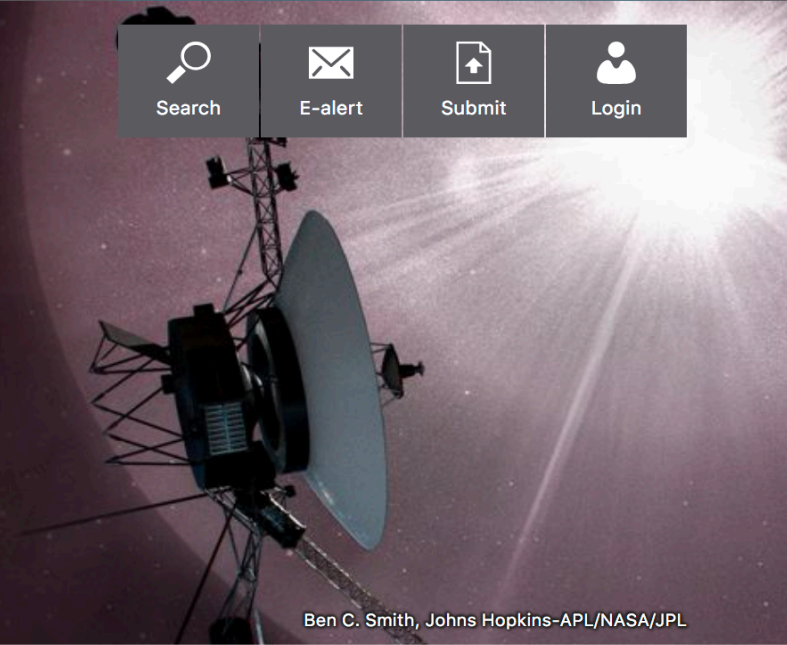 Search
E-alert
Submit
Login
Ben C. Smith, Johns Hopkins-APL/NASA/JPL